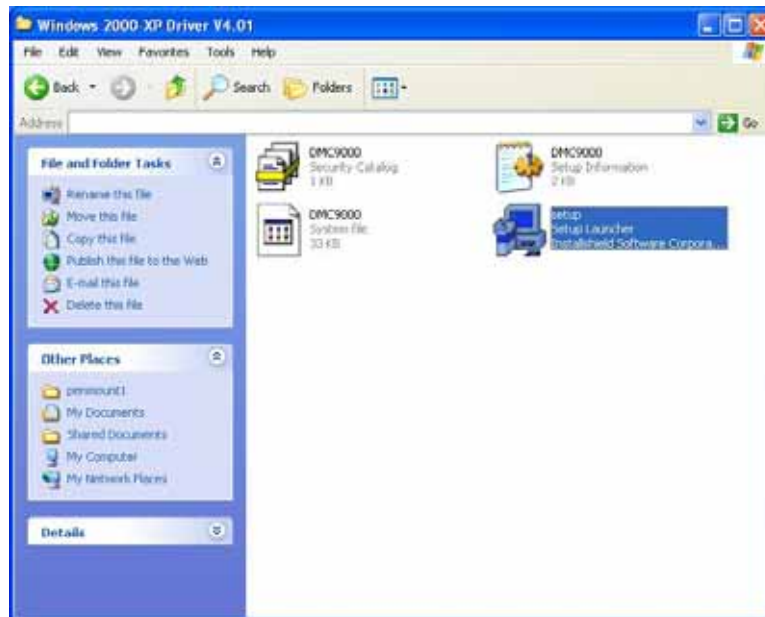 Windows 2000-XP Driver V4.01
File Edit View Favorites Tools Help
Back Search Folders
Address Go
File and Folder Tasks
Rename this file
Move this file
Copy this file
Publish this file to the Web
E-mail this file
Delete this file
Other Places
penmount1
My Documents
Shared Documents
My Computer
My Network Places
Details
DMC9000
Security Catalog
1 KB
DMC9000
Setup Information
2 KB
DMC9000
System file
33 KB
setup
Setup Launcher
InstallShield Software Corpora...